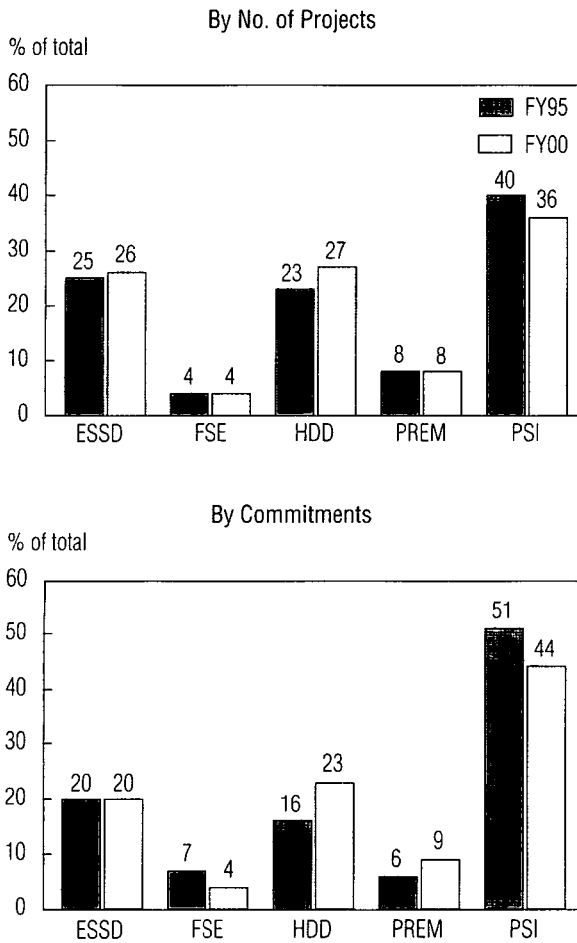 By No. of Projects
% of total
60
FY95
50
FY00
40
40 36
30
25 26 23 27
20
10
4 4 8 8
0
ESSD FSE HDD PREM PSI
By Commitments
% of total
60
51
50
44
40
30
23
20 20 20
16
10
7 4 6 9
0
ESSD FSE HDD PREM PSI